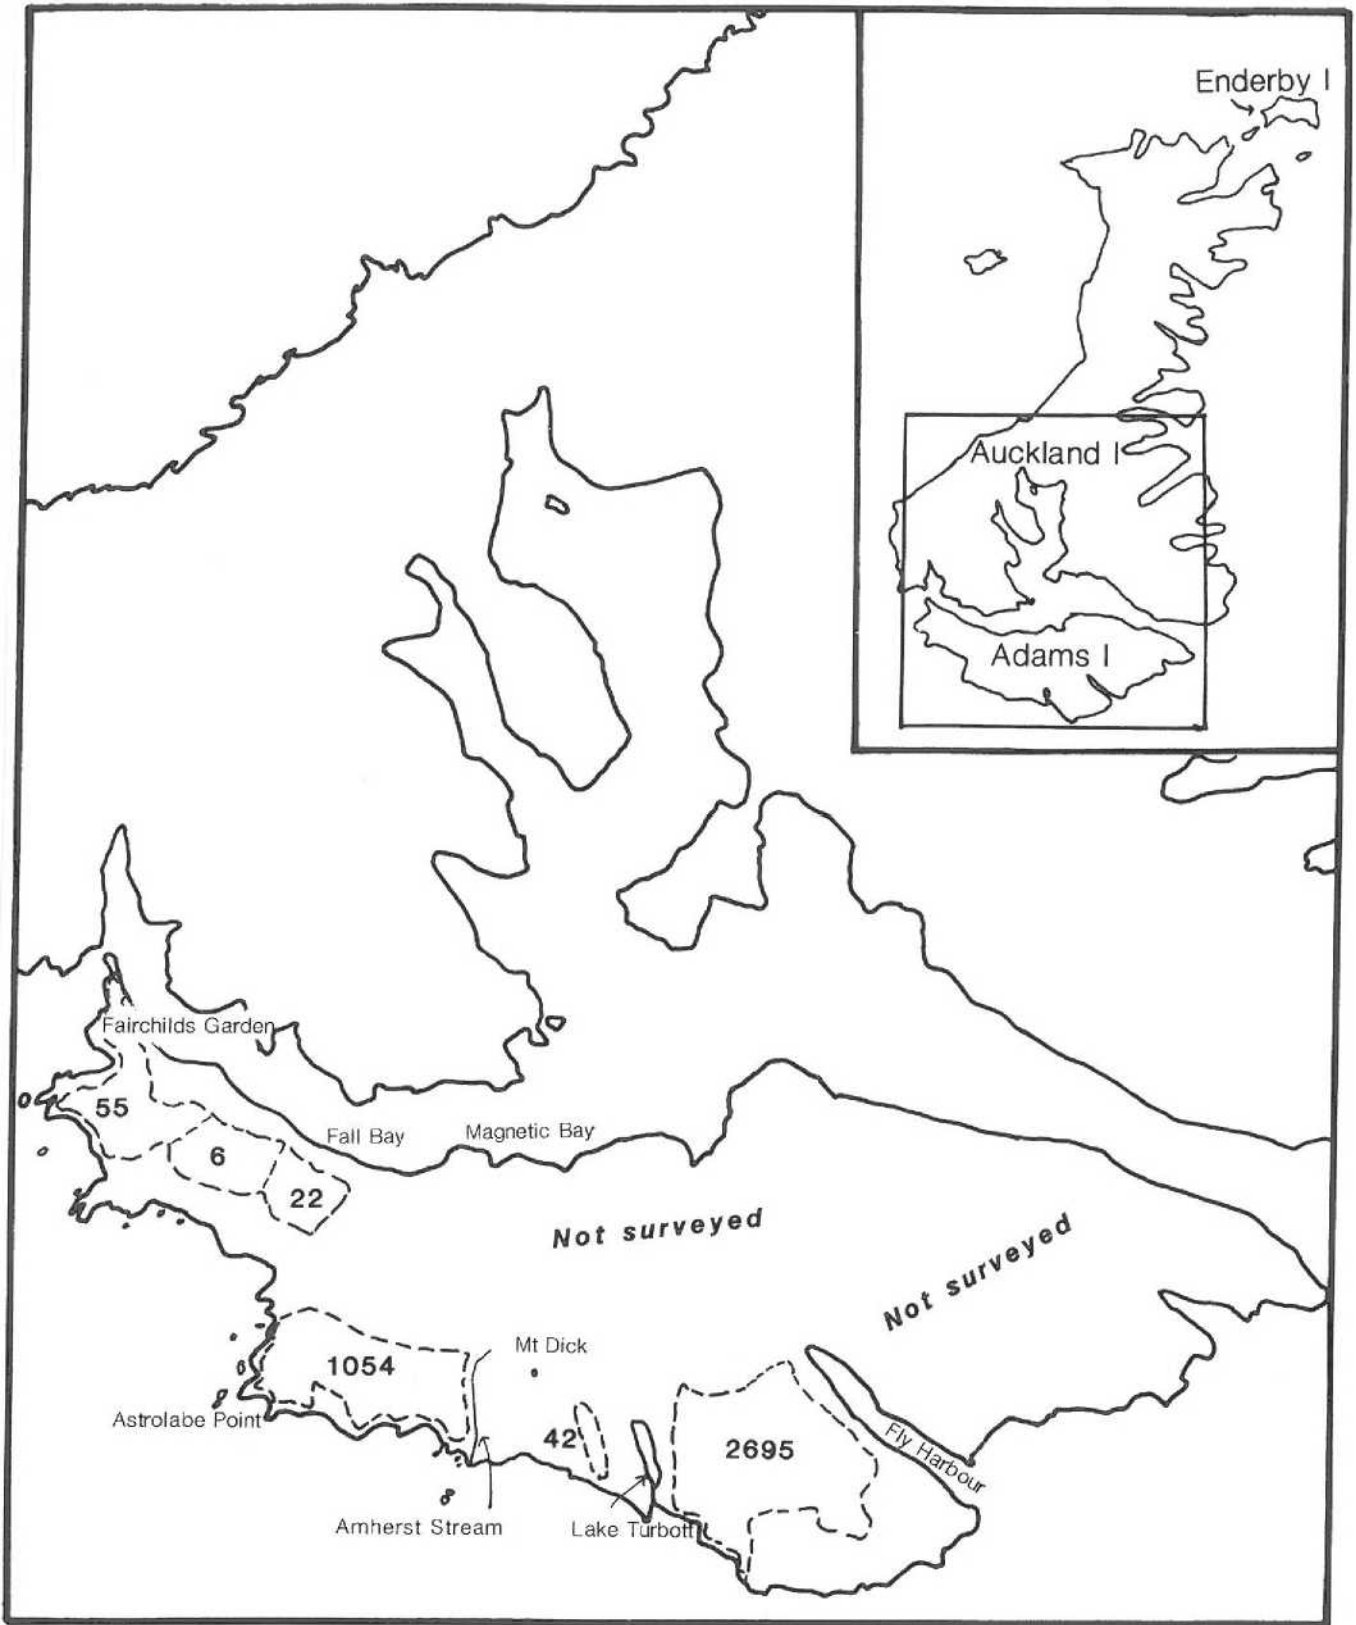 Enderby I
Auckland I
Adams I
Fairchilds Garden
55
Fall Bay
Magnetic Bay
6
22
Not surveyed
Not surveyed
Mt Dick
1054
Astrolabe Point
42
2695
Fly Harbour
Amherst Stream
Lake Turbott